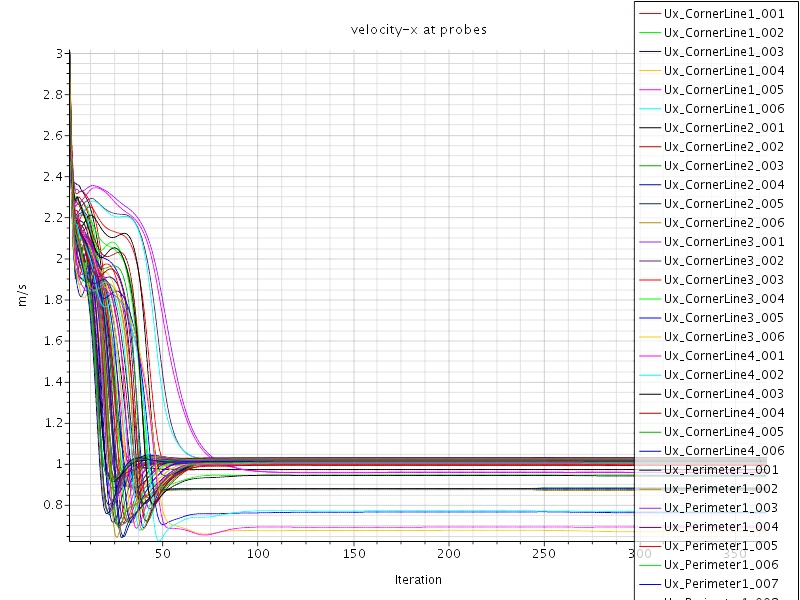 velocity-x at probes
3
2.8
2.6
2.4
2.2
2
1.8
1.6
1.4
1.2
1
0.8
m/s
50
100
150
200
250
300
350
Iteration
Ux_CornerLine1_001
Ux_CornerLine1_002
Ux_CornerLine1_003
Ux_CornerLine1_004
Ux_CornerLine1_005
Ux_CornerLine1_006
Ux_CornerLine2_001
Ux_CornerLine2_002
Ux_CornerLine2_003
Ux_CornerLine2_004
Ux_CornerLine2_005
Ux_CornerLine2_006
Ux_CornerLine3_001
Ux_CornerLine3_002
Ux_CornerLine3_003
Ux_CornerLine3_004
Ux_CornerLine3_005
Ux_CornerLine3_006
Ux_CornerLine4_001
Ux_CornerLine4_002
Ux_CornerLine4_003
Ux_CornerLine4_004
Ux_CornerLine4_005
Ux_CornerLine4_006
Ux_Perimeter1_001
Ux_Perimeter1_002
Ux_Perimeter1_003
Ux_Perimeter1_004
Ux_Perimeter1_005
Ux_Perimeter1_006
Ux_Perimeter1_007